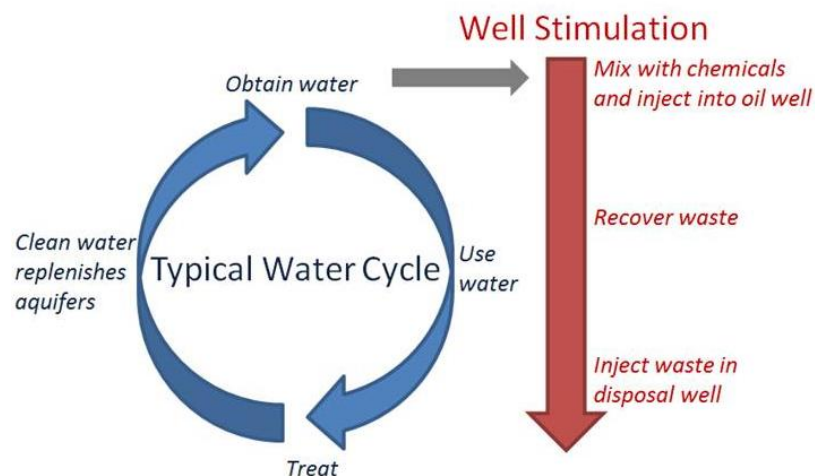 Well Stimulation
Obtain water
Mix with chemicals
and inject into oil well
Clean water
replenishes
aquifers
Typical Water Cycle
Use
water
Recover waste
Inject waste in
disposal well
Treat